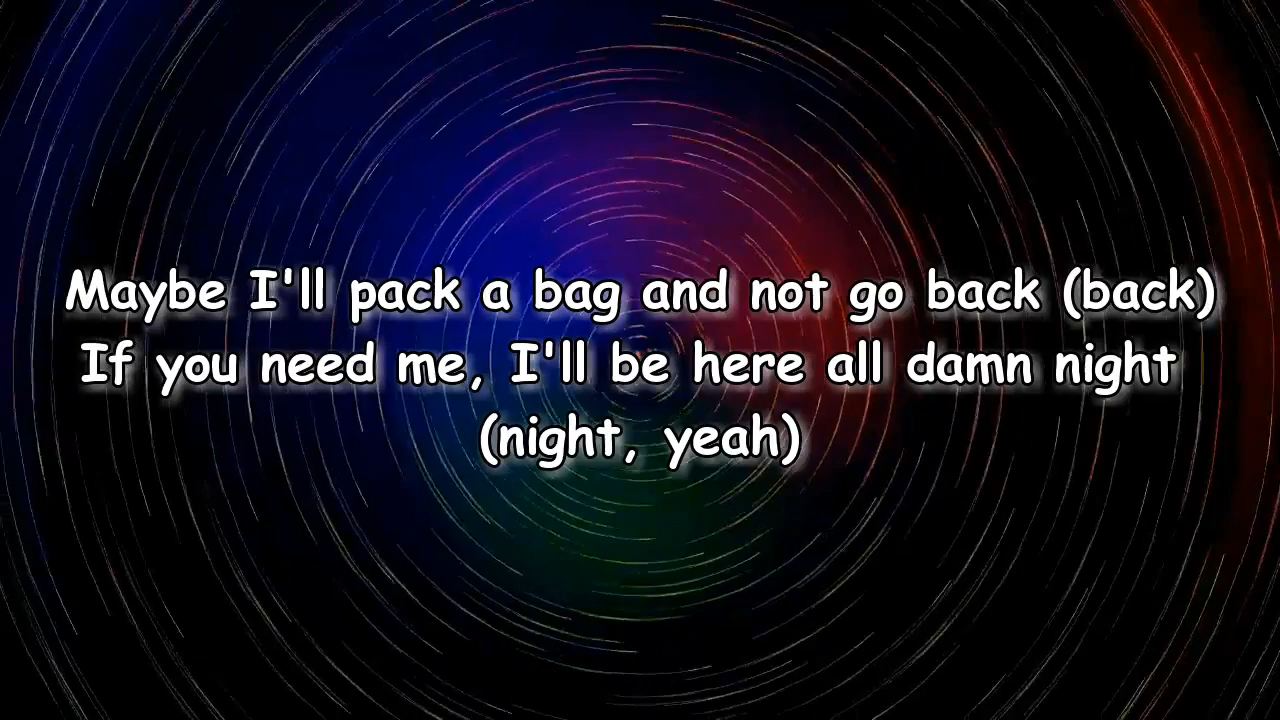 Maybe I'll pack a bag and not go back (back)
If you need me, I'll be here all damn night
(night, yeah)